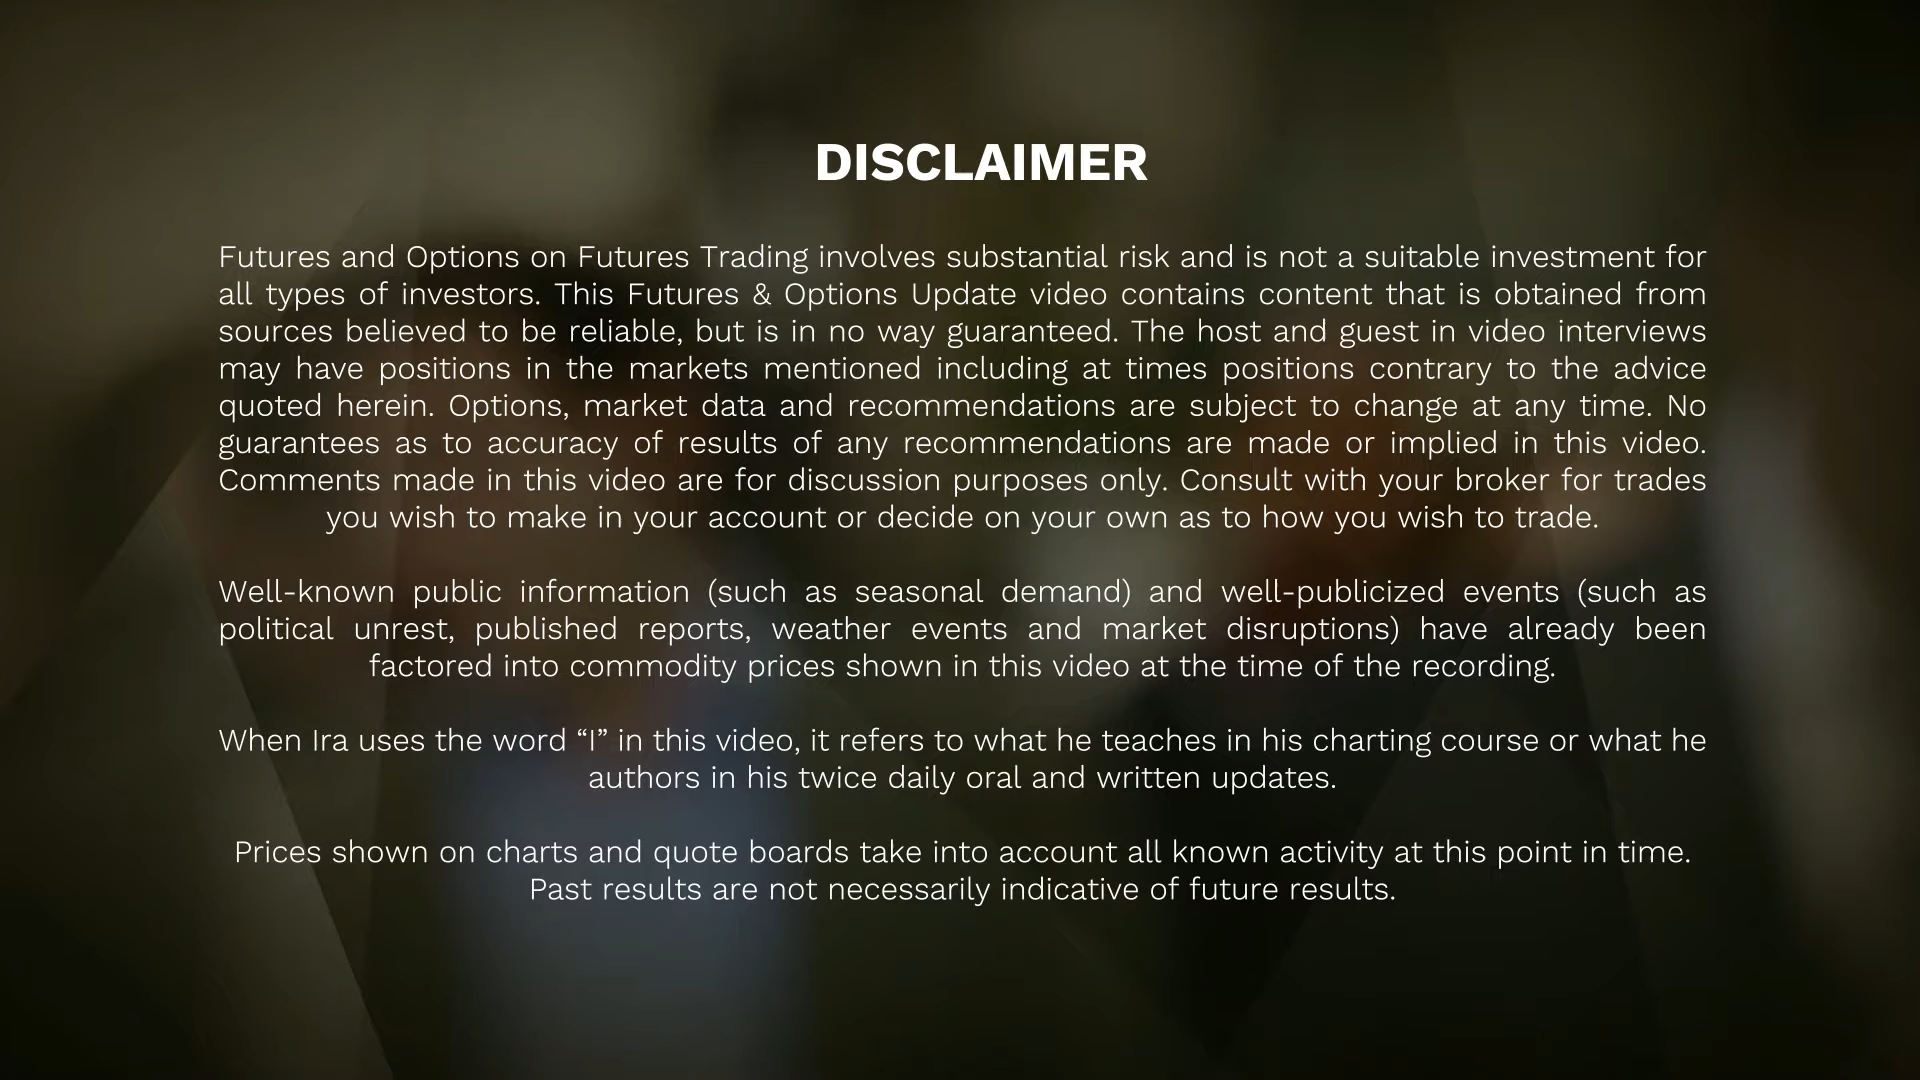 DISCLAIMER
Futures and Options on Futures Trading involves substantial risk and is not a suitable investment for
all types of investors. This Futures & Options Update video contains content that is obtained from
sources believed to be reliable, but is in no way guaranteed. The host and guest in video interviews
may have positions in the markets mentioned including at times positions contrary to the advice
quoted herein. Options, market data and recommendations are subject to change at any time. No
guarantees as to accuracy of results of any recommendations are made or implied in this video.
Comments made in this video are for discussion purposes only. Consult with your broker for trades
you wish to make in your account or decide on your own as to how you wish to trade.
Well-known public information (such as seasonal demand) and well-publicized events (such as
political unrest, published reports, weather events and market disruptions) have already been
factored into commodity prices shown in this video at the time of the recording.
When Ira uses the word “I” in this video, it refers to what he teaches in his charting course or what he
authors in his twice daily oral and written updates.
Prices shown on charts and quote boards take into account all known activity at this point in time.
Past results are not necessarily indicative of future results.